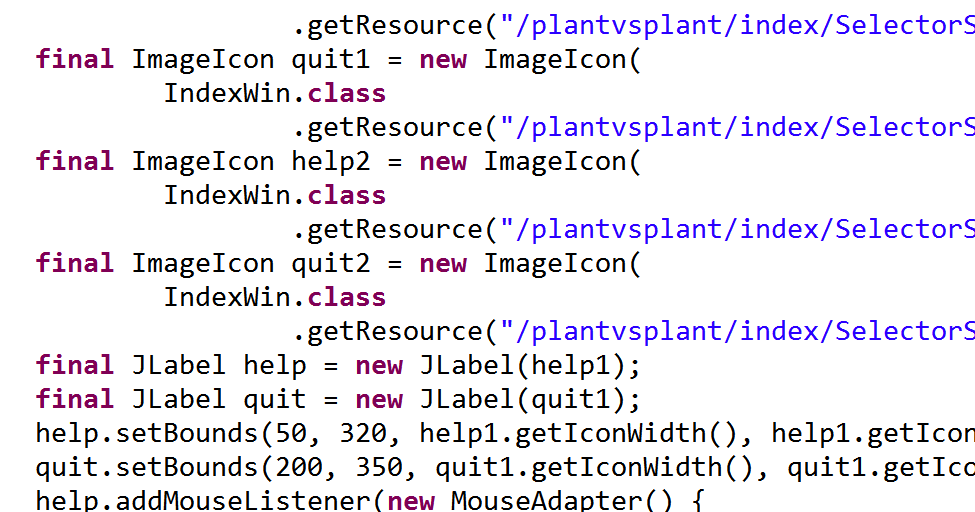 .getResource("/plantvsplant/index/SelectorS
final ImageIcon quit1 = new ImageIcon(
IndexWin.class
.getResource("/plantvsplant/index/SelectorS
final ImageIcon help2 = new ImageIcon(
IndexWin.class
.getResource("/plantvsplant/index/SelectorS
final ImageIcon quit2 = new ImageIcon(
IndexWin.class
.getResource("/plantvsplant/index/SelectorS
final JLabel help = new JLabel(help1);
final JLabel quit = new JLabel(quit1);
help.setBounds(50, 320, help1.getIconWidth(), help1.getIcon
quit.setBounds(200, 350, quit1.getIconWidth(), quit1.getIco
help.addMouseListener(new MouseAdapter() {